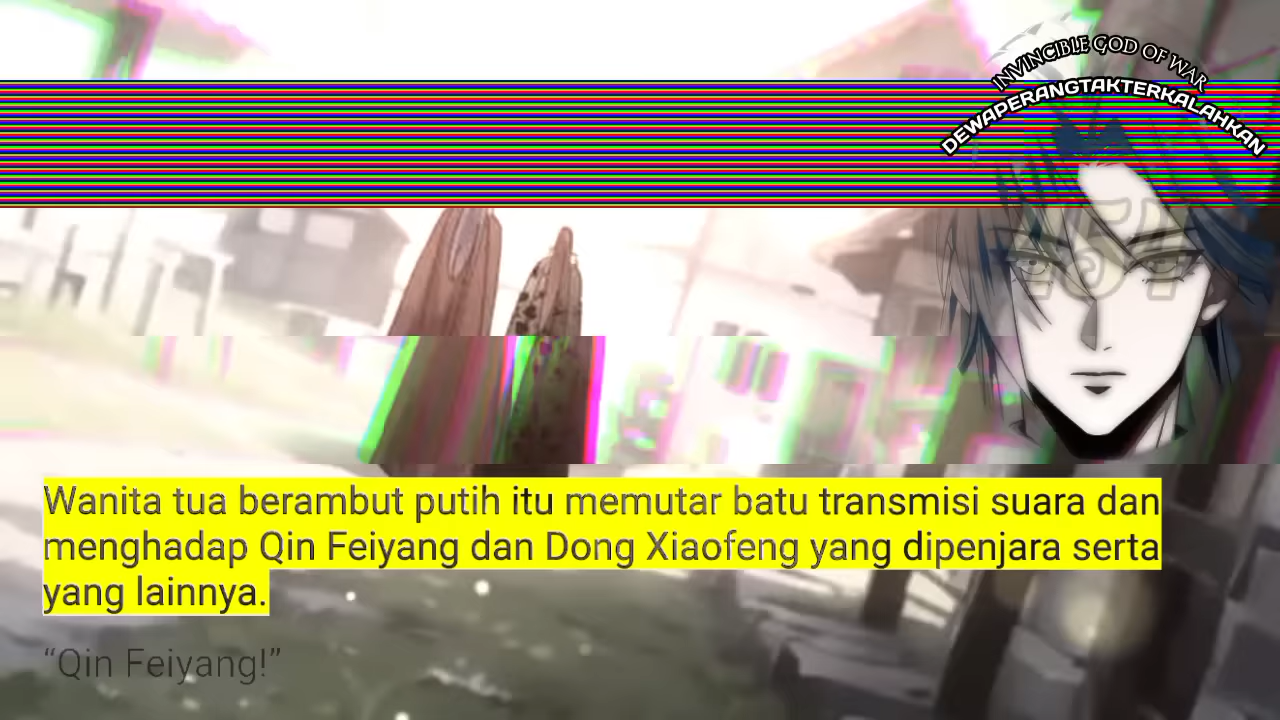 INVINCIBLE GOD OF WAR
DEWAPERANGTAKTERKALAHKAN
Wanita tua berambut putih itu memutar batu transmisi suara dan
menghadap Qin Feiyang dan Dong Xiaofeng yang dipenjara serta
yang lainnya.
“Qin Feiyang!”